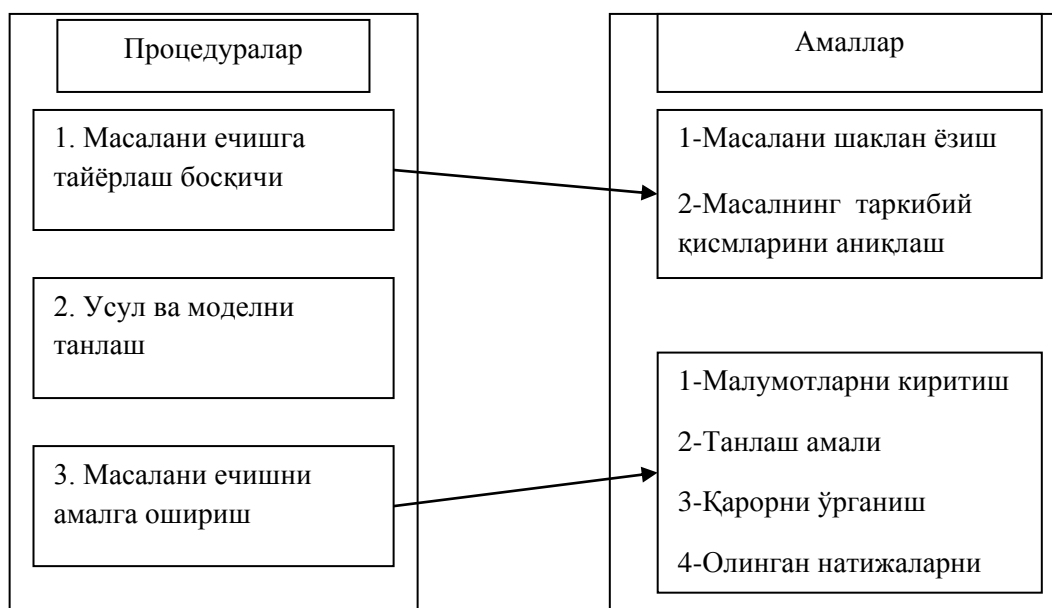 Процедуралар
1. Масалани ечишга
тайёрлаш босқичи
2. Усул ва моделни
танлаш
3. Масалани ечишни
амалга ошириш
Амаллар
1-Масалани шаклан ёзиш
2-Масалнинг таркибий
қисмларини аниқлаш
1-Малумотларни киритиш
2-Танлаш амали
3-Қарорни ўрганиш
4-Олинган натижаларни